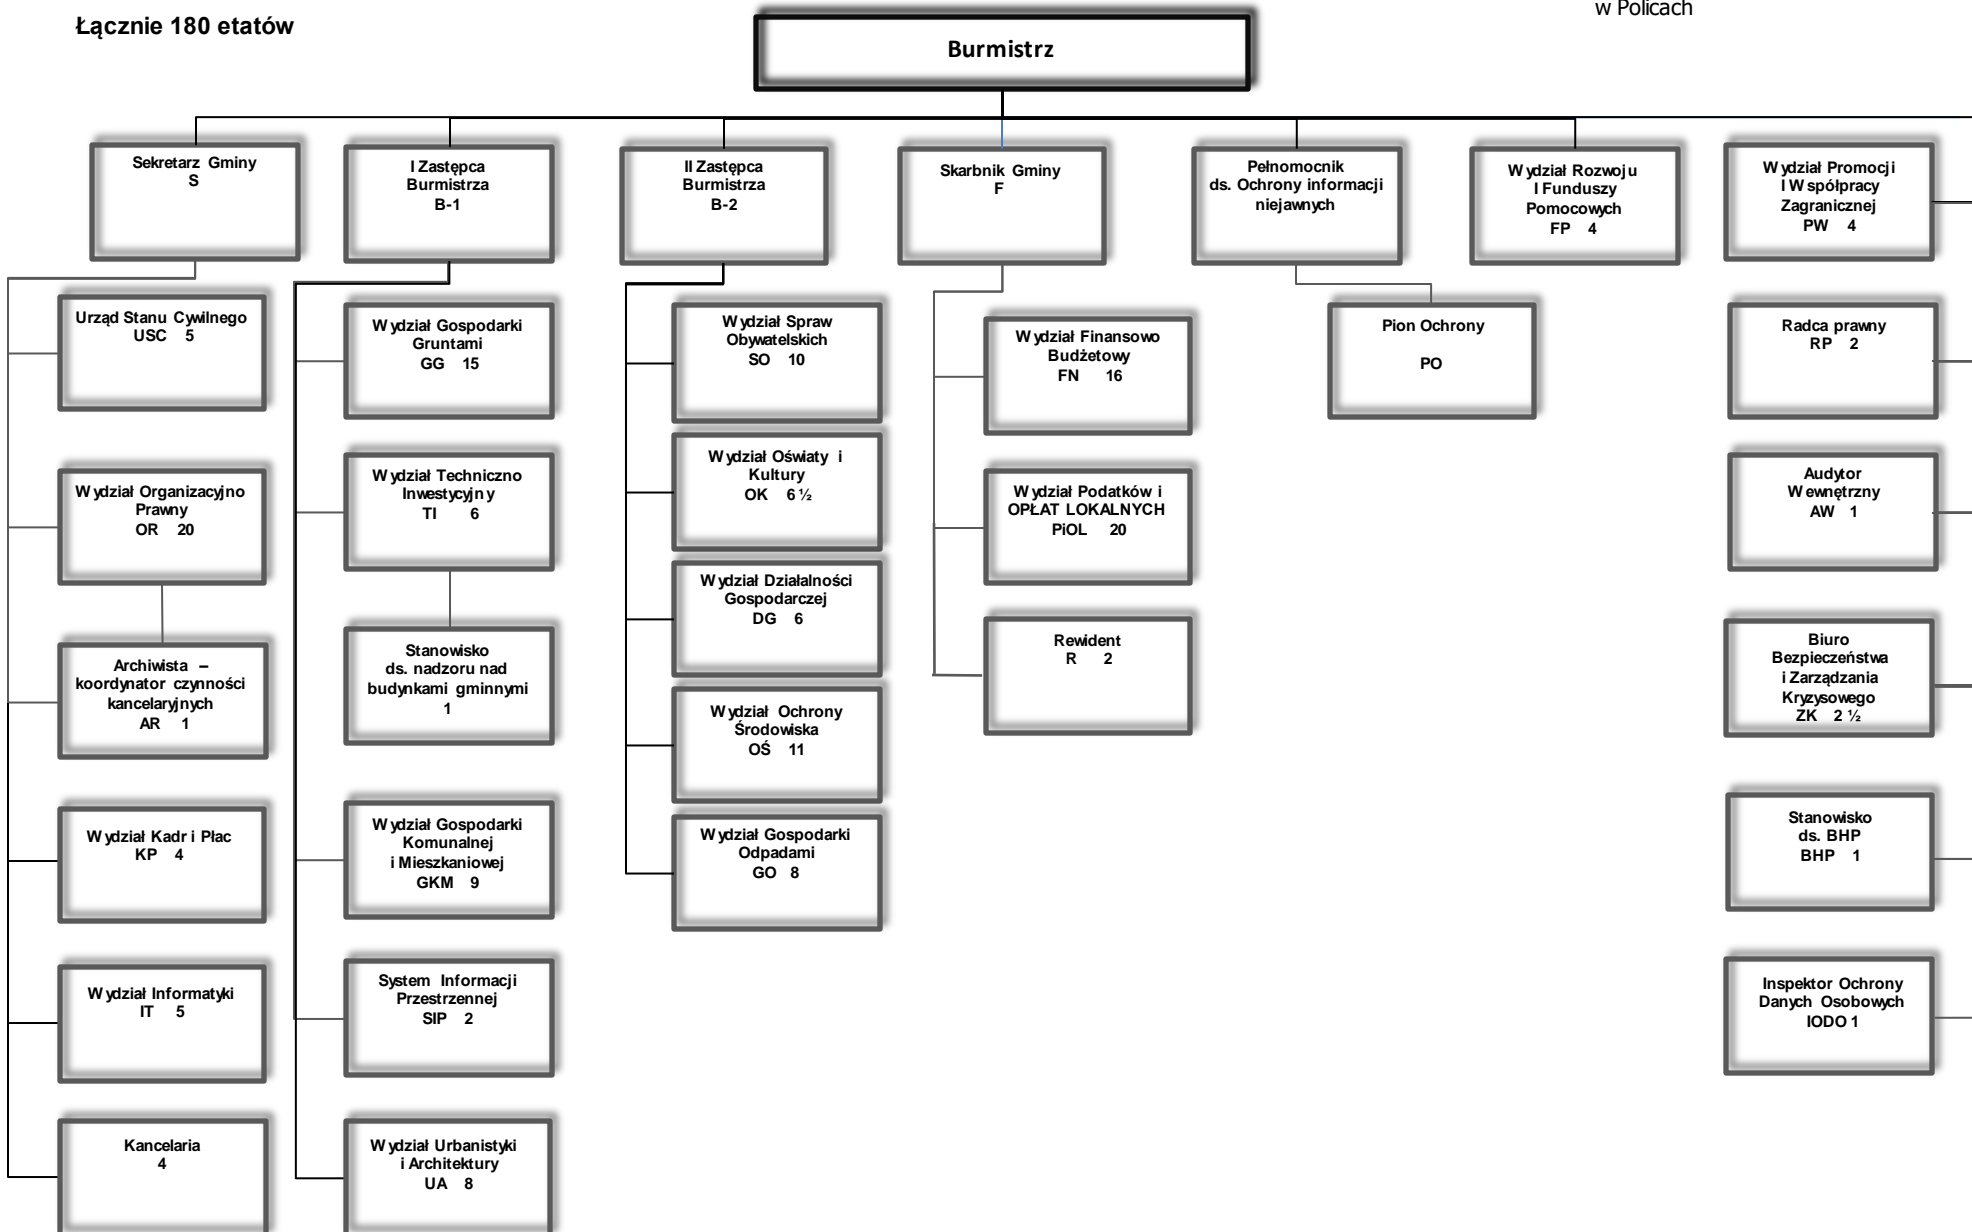 w Policach
Łącznie 180 etatów
Burmistrz
Sekretarz Gminy
S
I Zastępca
Burmistrza
B-1
II Zastępca
Burmistrza
B-2
Skarbnik Gminy
F
Pełnomocnik
ds. Ochrony informacji
niejawnych
Wydział Rozwoju
I Funduszy
Pomocowych
FP 4
Wydział Promocji
I Współpracy
Zagranicznej
PW 4
Urząd Stanu Cywilnego
USC 5
Wydział Organizacyjno
Prawny
OR 20
Archiwista –
koordynator czynności
kancelaryjnych
AR 1
Wydział Kadr i Płac
KP 4
Wydział Informatyki
IT 5
Kancelaria
4
Wydział Gospodarki
Gruntami
GG 15
Wydział Techniczno
Inwestycyjny
TI 6
Stanowisko
ds. nadzoru nad
budynkami gminnymi
1
Wydział Gospodarki
Komunalnej
i Mieszkaniowej
GKM 9
System Informacji
Przestrzennej
SIP 2
Wydział Urbanistyki
i Architektury
UA 8
Wydział Spraw
Obywatelskich
SO 10
Wydział Oświaty i
Kultury
OK 6 ½
Wydział Działalności
Gospodarczej
DG 6
Wydział Ochrony
Środowiska
OŚ 11
Wydział Gospodarki
Odpadami
GO 8
Wydział Finansowo
Budżetowy
FN 16
Wydział Podatków i
OPŁAT LOKALNYCH
PiOL 20
Rewident
R 2
Pion Ochrony
PO
Radca prawny
RP 2
Audytor
Wewnętrzny
AW 1
Biuro
Bezpieczeństwa
i Zarządzania
Kryzysowego
ZK 2 ½
Stanowisko
ds. BHP
BHP 1
Inspektor Ochrony
Danych Osobowych
IODO 1